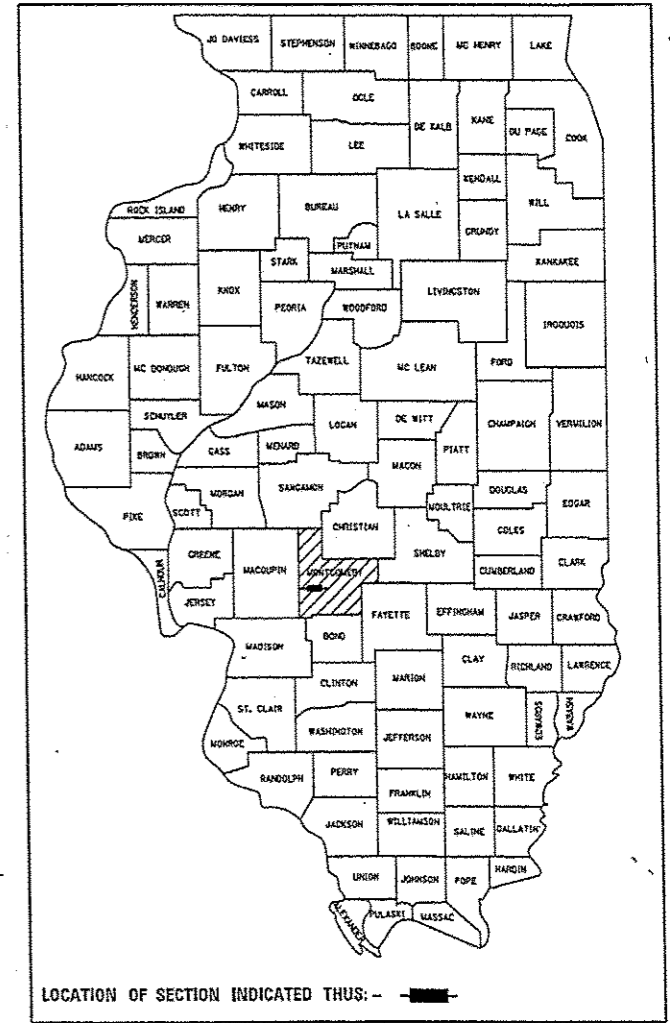 JO DAVIESS STEPHENSON WINNEBAGO BOONE MC HENRY LAKE
CARROLL OGLE
DE KALB KANE DU PAGE COOK
WHITESIDE LEE
KENDALL
ROCK ISLAND HENRY BUREAU LA SALLE WILL
MERCER PUTNAM GRUNDY
STARK MARSHALL KANKAKEE
HENDERSON WARREN KNOX PEORIA WOODFORD LIVINGSTON IROQUOIS
HANCOCK MC DONOUGH FULTON TAZEWELL MC LEAN FORD
MASON
SCHUYLER LOGAN DE WITT CHAMPAIGN VERMILION
ADAMS BROWN CASS MENARD MACON PIATT
PIKE SCOTT MORGAN SANGAMON MOULTRIE DOUGLAS EDGAR
CHRISTIAN COLES
GREENE MACOUPIN MONTGOMERY SHELBY CUMBERLAND CLARK
CALHOUN JERSEY
FAYETTE EFFINGHAM JASPER CRAWFORD
MADISON BOND
CLAY RICHLAND LAWRENCE
CLINTON MARION
ST. CLAIR WAYNE EDWARDS WABASH
WASHINGTON JEFFERSON
MONROE
RANDOLPH PERRY HAMILTON WHITE
FRANKLIN
JACKSON WILLIAMSON SALINE GALLATIN
UNION JOHNSON POPE HARDIN
ALEXANDER PULASKI MASSAC
LOCATION OF SECTION INDICATED THUS: -